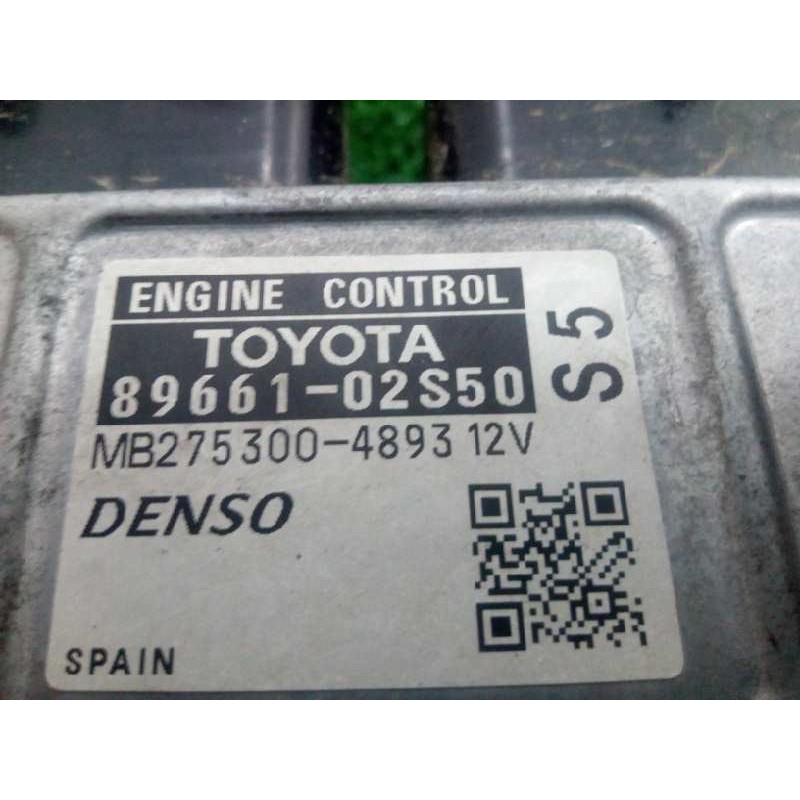 ENGINE CONTROL
TOYOTA
89661-02S50
S5
MB275300-4893 12V
DENSO
SPAIN